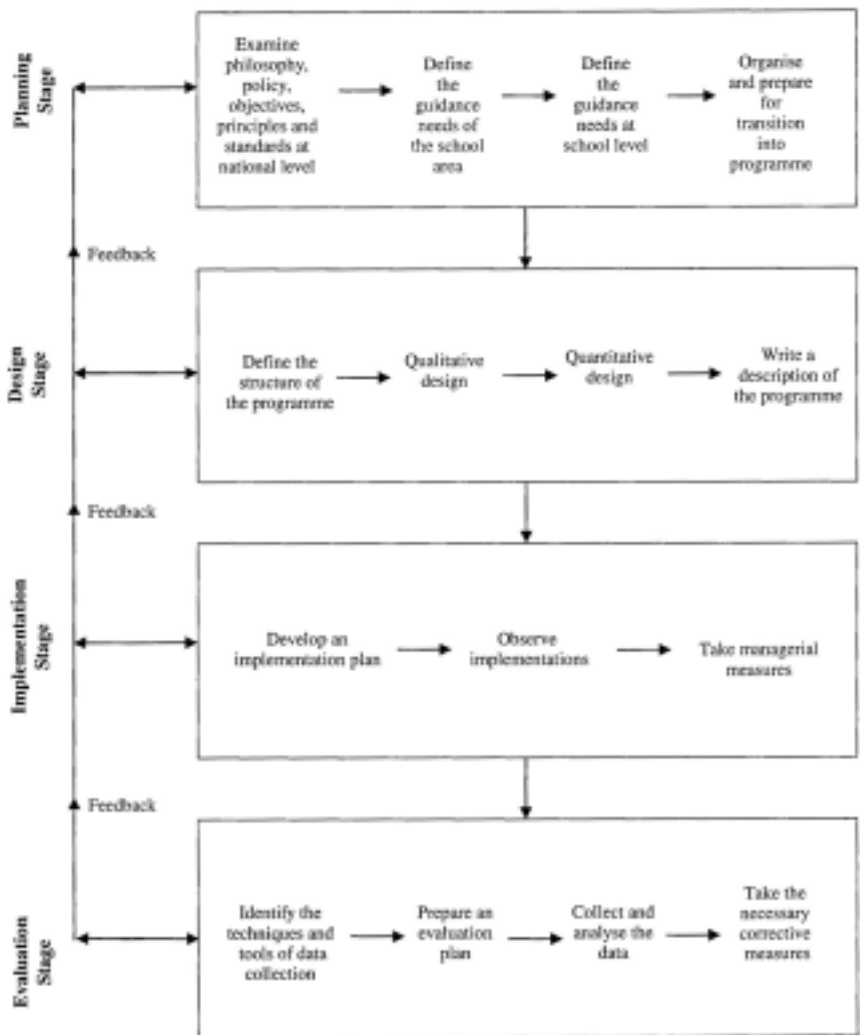 Planning
Stage
Examine
philosophy,
policy,
objectives,
principles and
standards at
national level
Define
the
guidance
needs of
the school
area
Define
the
guidance
needs at
school level
Organise
and prepare
for
transition
into
programme
Feedback
Design
Stage
Define the
structure of
the programme
Qualitative
design
Quantitative
design
Write a
description of
the programme
Feedback
Implementation
Stage
Develop an
implementation plan
Observe
implementations
Take managerial
measures
Feedback
Evaluation
Stage
Identify the
techniques and
tools of data
collection
Prepare an
evaluation
plan
Collect and
analyse the
data
Take the
necessary
corrective
measures